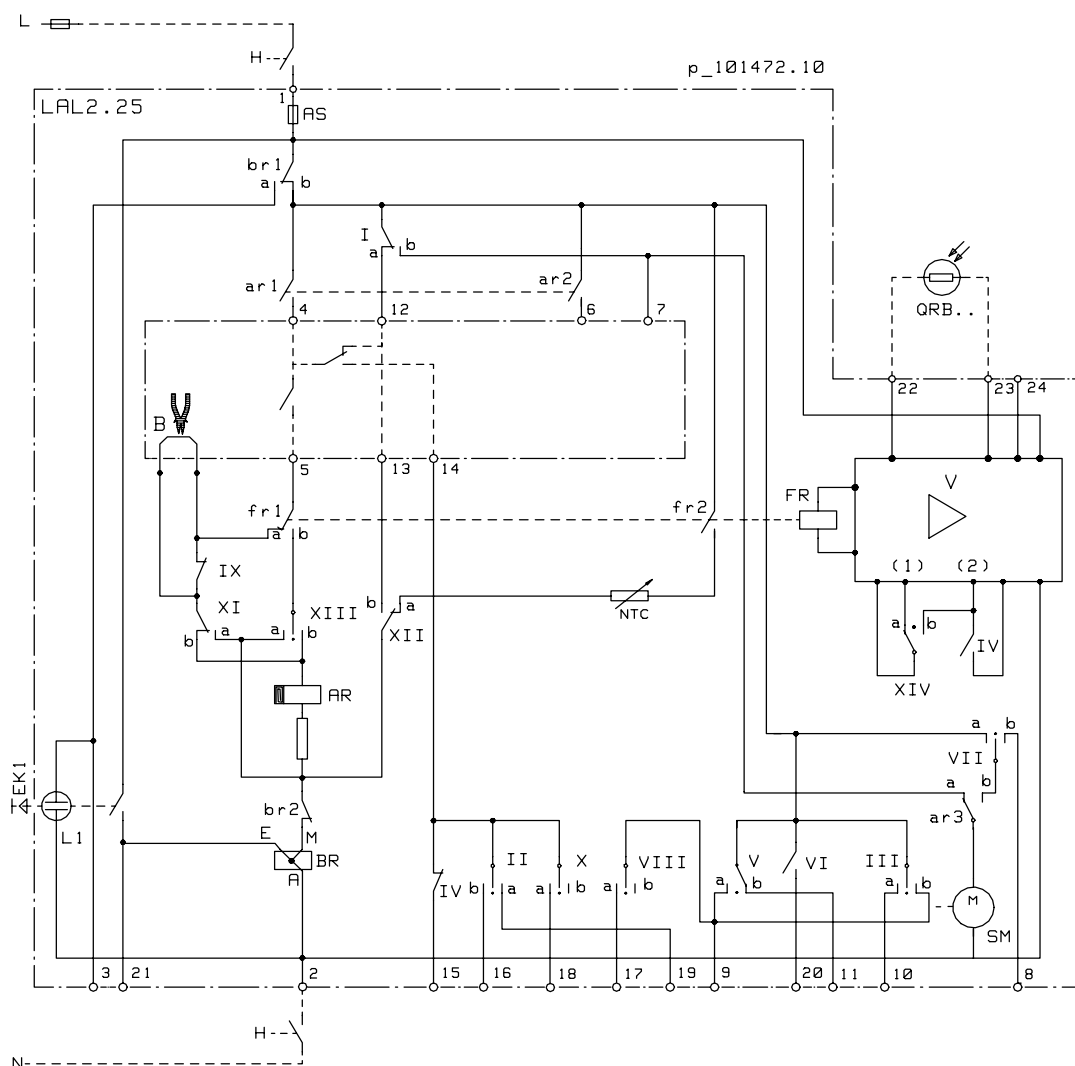 L
H
p_101472.10
1
LAL2.25
AS
br1
a b
I
a b
ar1
ar2
QRB..
4 12 6 7
22 23 24
B
5 13 14
V
FR
fr1
a b
fr2
(1) (2)
IX
XI
XIII
b a
NTC
b a a b
XII
a b
IV
XIV
AR
a b
VII
EK1
a b
br2
ar3
L1
E M
BR
A
II X VIII V VI III
b a a b a b a b a b
IV
M
SM
3 21 2 15 16 18 17 19 9 20 11 10 8
H
N